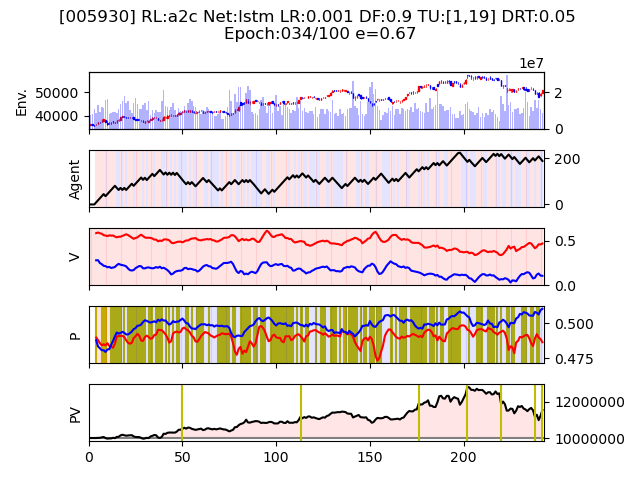 [005930] RL:a2c Net:lstm LR:0.001 DF:0.9 TU:[1,19] DRT:0.05
Epoch:034/100 e=0.67
1e7
Env.
50000
40000
2
0
Agent
200
0
V
0.5
0.0
P
0.500
0.475
PV
12000000
10000000
0 50 100 150 200